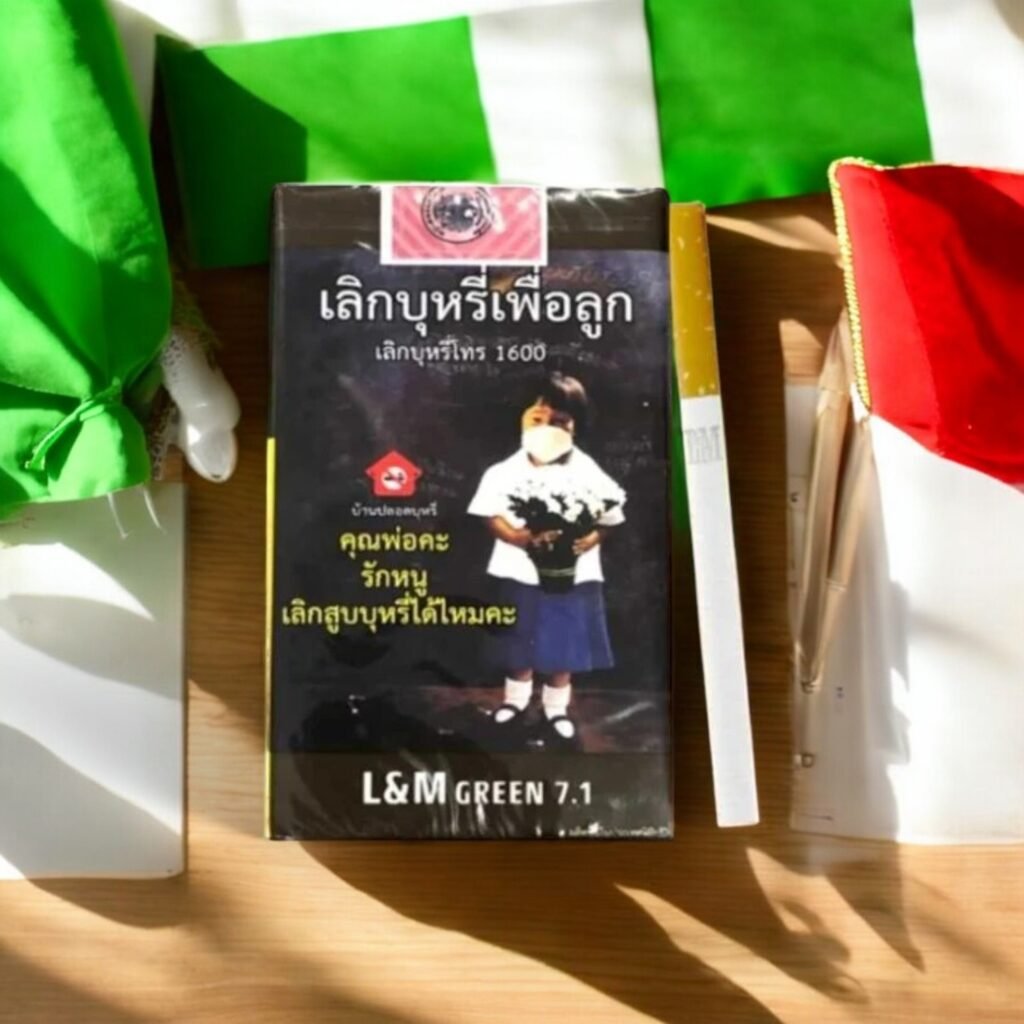 เลิกบุหรี่เพื่อลูก
เลิกบุหรี่โทร 1600
บ้านปลอดบุหรี่
คุณพ่อคะ
รักหนู
เลิกสูบบุหรี่ได้ไหมคะ
L&M GREEN 7.1